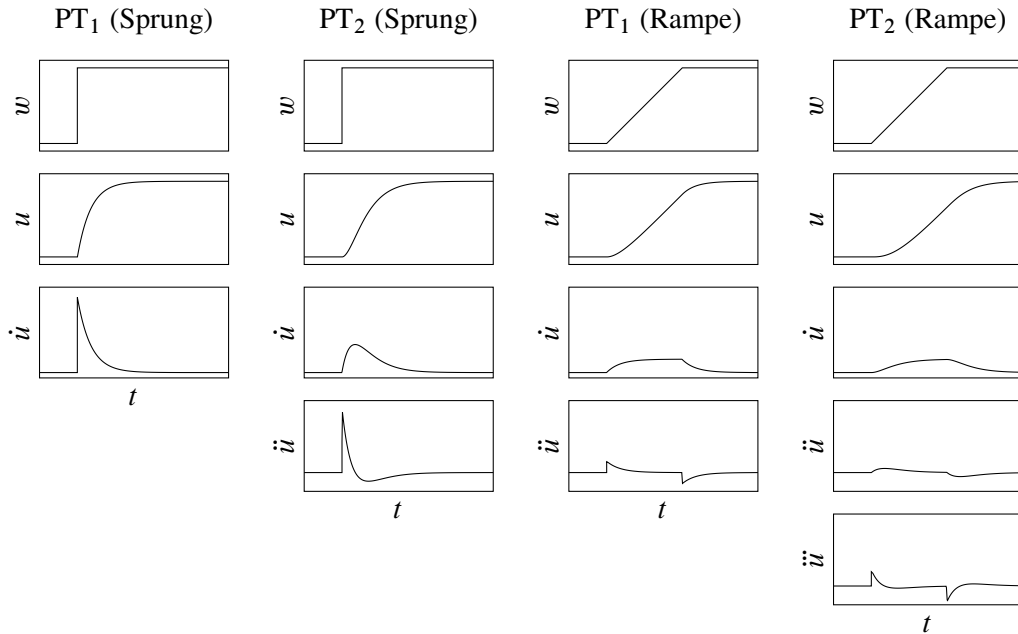 PT₁ (Sprung) PT₂ (Sprung) PT₁ (Rampe) PT₂ (Rampe)
w w w w
u u u u
u̇ u̇ u̇ u̇
t
ü ü ü
t t
u⃛
t